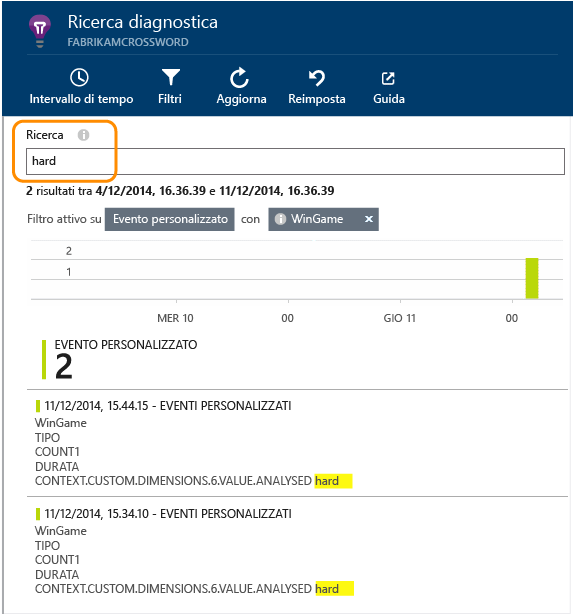 Ricerca diagnostica
FABRIKAMCROSSWORD
Intervallo di tempo Filtri Aggiorna Reimposta Guida
Ricerca
hard
2 risultati tra 4/12/2014, 16.36.39 e 11/12/2014, 16.36.39
Filtro attivo su Evento personalizzato con WinGame ×
2
1
MER 10 00 GIO 11 00
EVENTO PERSONALIZZATO
2
11/12/2014, 15.44.15 - EVENTI PERSONALIZZATI
WinGame
TIPO
COUNT1
DURATA
CONTEXT.CUSTOM.DIMENSIONS.6.VALUE.ANALYSED hard
11/12/2014, 15.34.10 - EVENTI PERSONALIZZATI
WinGame
TIPO
COUNT1
DURATA
CONTEXT.CUSTOM.DIMENSIONS.6.VALUE.ANALYSED hard